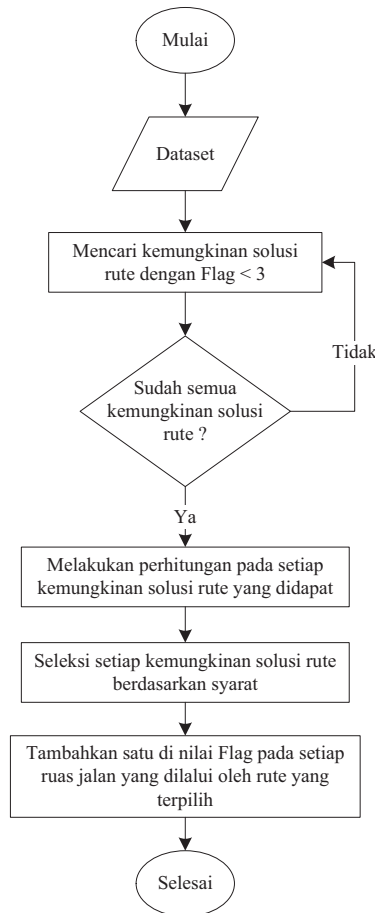 Mulai
Dataset
Mencari kemungkinan solusi
rute dengan Flag < 3
Tidak
Sudah semua
kemungkinan solusi
rute ?
Ya
Melakukan perhitungan pada setiap
kemungkinan solusi rute yang didapat
Seleksi setiap kemungkinan solusi rute
berdasarkan syarat
Tambahkan satu di nilai Flag pada setiap
ruas jalan yang dilalui oleh rute yang
terpilih
Selesai